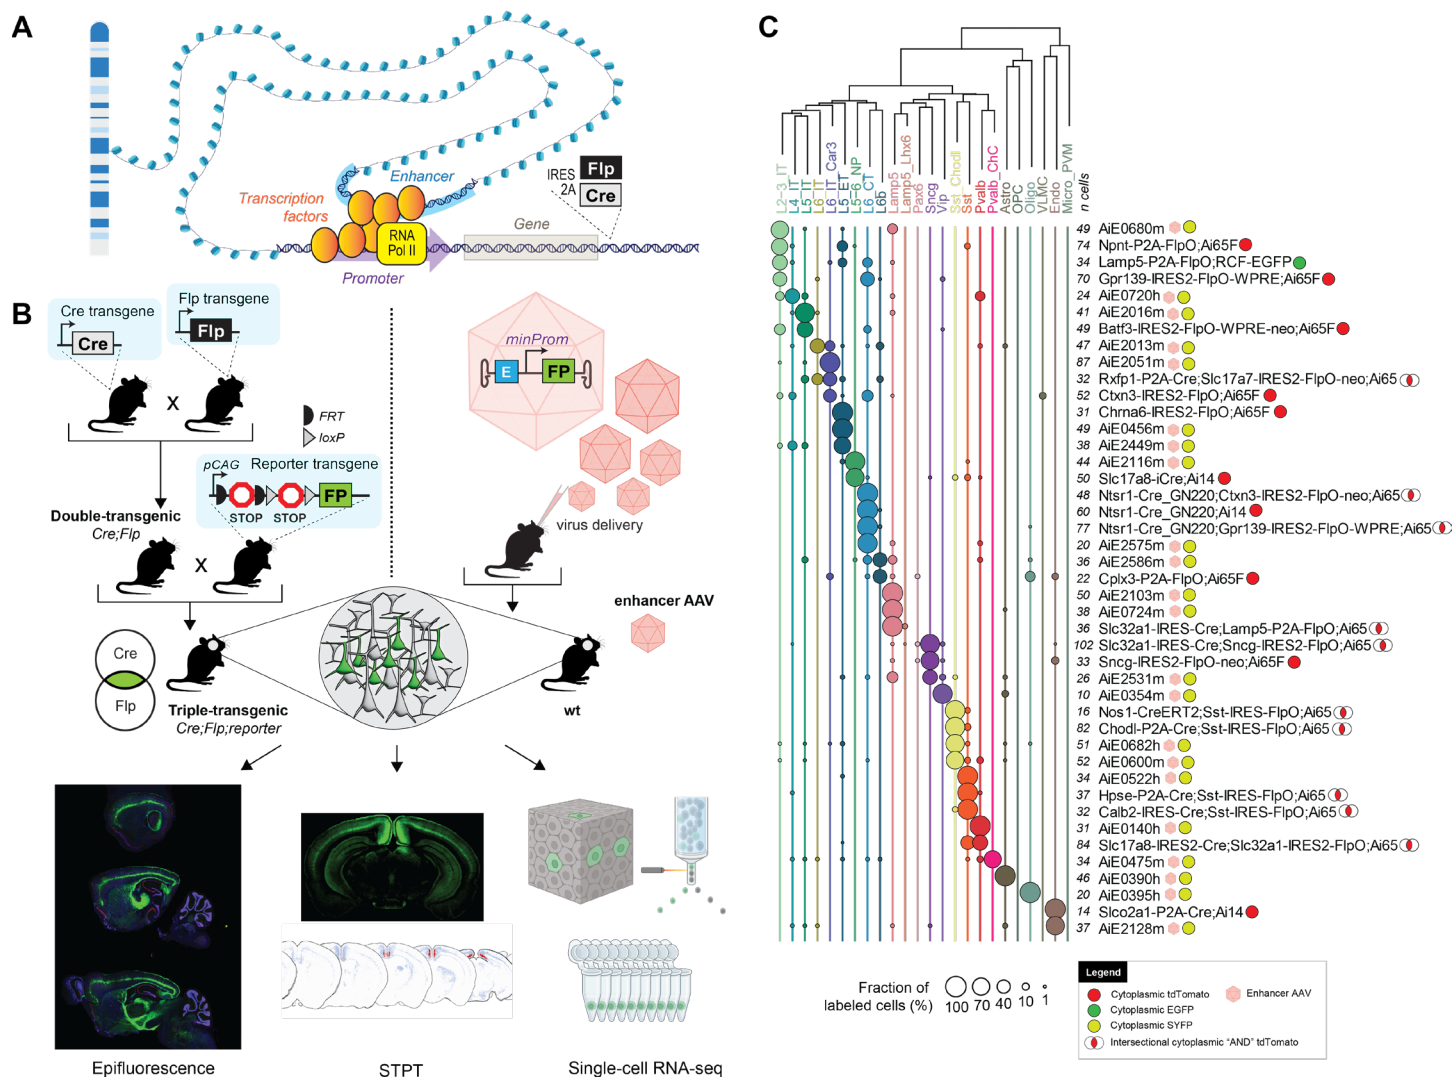 A
Enhancer
Transcription
factors
RNA
Pol II
Promoter
IRES
2A
Flp
Cre
Gene
B
Cre transgene
Cre
Flp transgene
Flp
X
FRT
loxP
pCAG
Reporter transgene
FP
STOP
STOP
Double-transgenic
Cre;Flp
X
Cre
Flp
Triple-transgenic
Cre;Flp;reporter
minProm
E
FP
virus delivery
enhancer AAV
wt
Epifluorescence
STPT
Single-cell RNA-seq
C
L2-3_IT
L4_IT
L5_IT
L6_IT
L6_IT_Car3
L5_ET
L5-6_NP
L6_CT
L6b
Lamp5
Lamp5_Lhx6
Pax6
Sncg
Vip
Sst_Chodl
Sst
Pvalb
Pvalb_ChC
Astro
OPC
Oligo
VLMC
Endo
Micro_PVM
n cells
49 AiE0680m
74 Npnt-P2A-FlpO;Ai65F
34 Lamp5-P2A-FlpO;RCF-EGFP
70 Gpr139-IRES2-FlpO-WPRE;Ai65F
24 AiE0720h
41 AiE2016m
49 Batf3-IRES2-FlpO-WPRE-neo;Ai65F
47 AiE2013m
87 AiE2051m
32 Rxfp1-P2A-Cre;Slc17a7-IRES2-FlpO-neo;Ai65
52 Ctxn3-IRES2-FlpO;Ai65F
31 Chrna6-IRES2-FlpO;Ai65F
49 AiE0456m
38 AiE2449m
44 AiE2116m
50 Slc17a8-iCre;Ai14
48 Ntsr1-Cre_GN220;Ctxn3-IRES2-FlpO-neo;Ai65
60 Ntsr1-Cre_GN220;Ai14
77 Ntsr1-Cre_GN220;Gpr139-IRES2-FlpO-WPRE;Ai65
20 AiE2575m
36 AiE2586m
22 Cplx3-P2A-FlpO;Ai65F
50 AiE2103m
38 AiE0724m
36 Slc32a1-IRES-Cre;Lamp5-P2A-FlpO;Ai65
102 Slc32a1-IRES-Cre;Sncg-IRES2-FlpO;Ai65
33 Sncg-IRES2-FlpO-neo;Ai65F
26 AiE2531m
10 AiE0354m
16 Nos1-CreERT2;Sst-IRES-FlpO;Ai65
82 Chodl-P2A-Cre;Sst-IRES-FlpO;Ai65
51 AiE0682h
52 AiE0600m
34 AiE0522h
37 Hpse-P2A-Cre;Sst-IRES-FlpO;Ai65
32 Calb2-IRES-Cre;Sst-IRES-FlpO;Ai65
31 AiE0140h
84 Slc17a8-IRES2-Cre;Slc32a1-IRES2-FlpO;Ai65
34 AiE0475m
46 AiE0390h
20 AiE0395h
14 Slco2a1-P2A-Cre;Ai14
37 AiE2128m
Fraction of
labeled cells (%)
100 70 40 10 1
Legend
Cytoplasmic tdTomato
Enhancer AAV
Cytoplasmic EGFP
Cytoplasmic SYFP
Intersectional cytoplasmic "AND" tdTomato